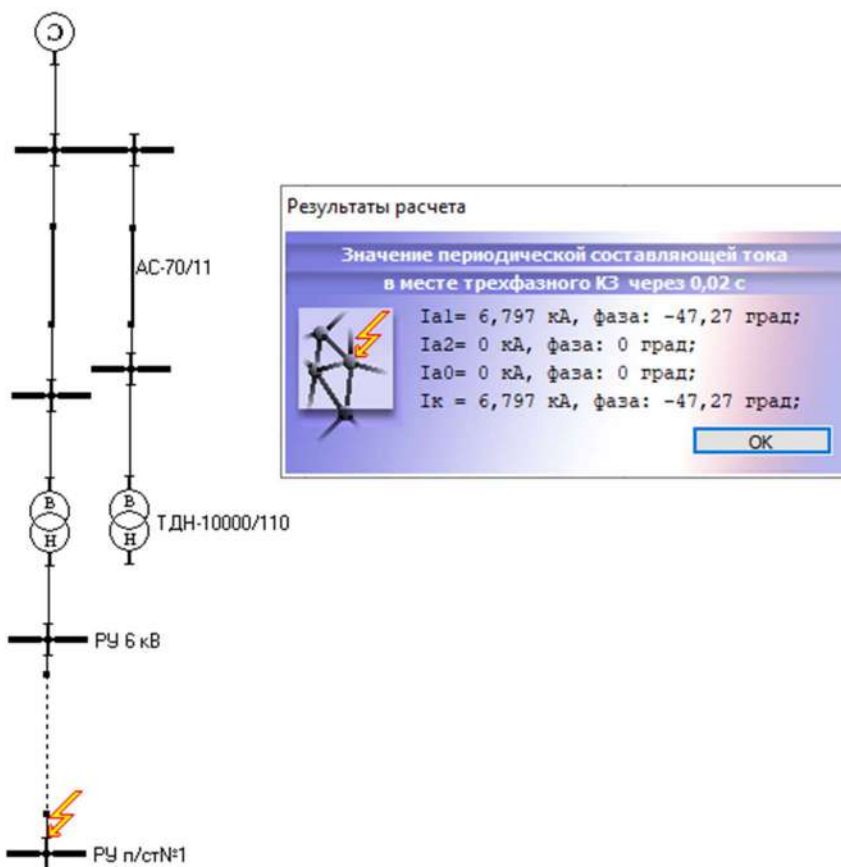 С
АС-70/11
Результаты расчета
Значение периодической составляющей тока
в месте трехфазного КЗ через 0,02 с
Ia1= 6,797 кА, фаза: -47,27 град;
Ia2= 0 кА, фаза: 0 град;
Ia0= 0 кА, фаза: 0 град;
Iк = 6,797 кА, фаза: -47,27 град;
ОК
В
Н
В
Н
ТДН-10000/110
РУ 6 кВ
РУ п/ст№1